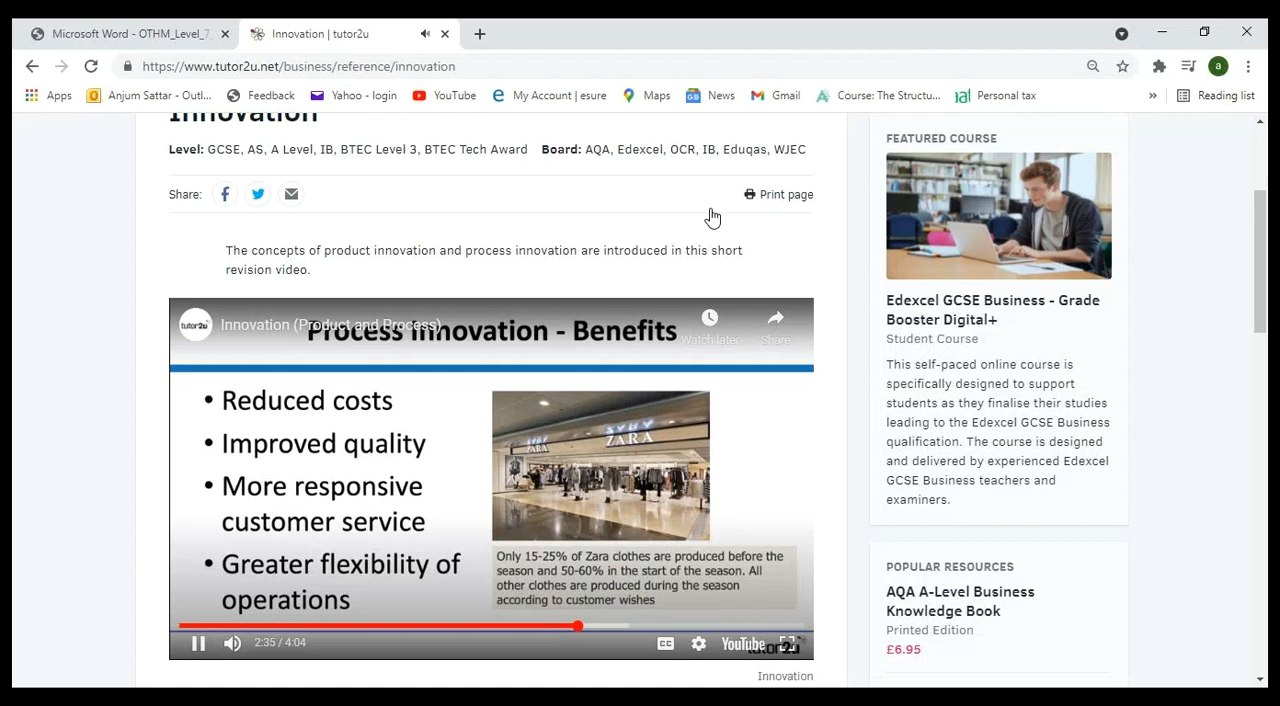 Microsoft Word - OTHM_Level_7_
Innovation | tutor2u
https://www.tutor2u.net/business/reference/innovation
Apps
Anjum Sattar - Outl...
Feedback
Yahoo - login
YouTube
My Account | esure
Maps
News
Gmail
Course: The Structu...
Personal tax
»
Reading list
Innovation
Level: GCSE, AS, A Level, IB, BTEC Level 3, BTEC Tech Award Board: AQA, Edexcel, OCR, IB, Eduqas, WJEC
Share:
Print page
The concepts of product innovation and process innovation are introduced in this short
revision video.
tutor2u
Innovation (Product and Process)
Process Innovation - Benefits
Watch later
Share
• Reduced costs
• Improved quality
• More responsive
customer service
• Greater flexibility of
operations
ZARA
Only 15-25% of Zara clothes are produced before the
season and 50-60% in the start of the season. All
other clothes are produced during the season
according to customer wishes
2:35 / 4:04
CC
YouTube
tutor2u
Innovation
FEATURED COURSE
Edexcel GCSE Business - Grade
Booster Digital+
Student Course
This self-paced online course is
specifically designed to support
students as they finalise their studies
leading to the Edexcel GCSE Business
qualification. The course is designed
and delivered by experienced Edexcel
GCSE Business teachers and
examiners.
POPULAR RESOURCES
AQA A-Level Business
Knowledge Book
Printed Edition
£6.95